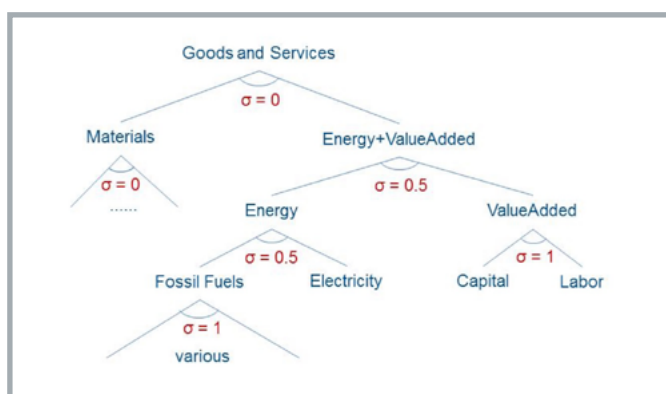 Goods and Services
σ = 0
Materials
Energy+ValueAdded
σ = 0
σ = 0.5
......
Energy
ValueAdded
σ = 0.5
σ = 1
Fossil Fuels
Electricity
Capital
Labor
σ = 1
various